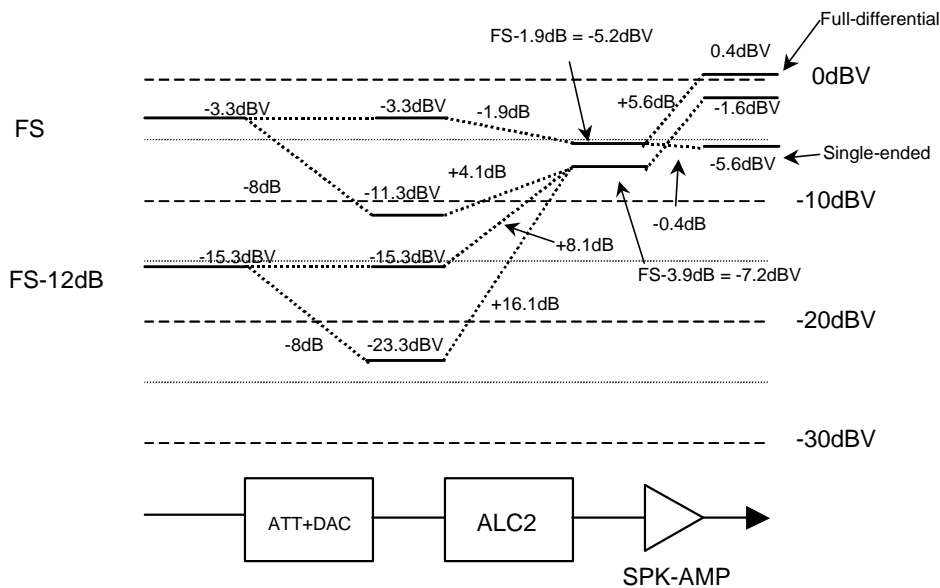 Full-differential
FS-1.9dB = -5.2dBV
0.4dBV
0dBV
-3.3dBV
-3.3dBV
-1.9dB
+5.6dB
-1.6dBV
FS
-5.6dBV
Single-ended
-8dB
-11.3dBV
+4.1dB
-10dBV
-0.4dB
+8.1dB
-15.3dBV
-15.3dBV
FS-12dB
FS-3.9dB = -7.2dBV
+16.1dB
-20dBV
-8dB
-23.3dBV
-30dBV
ATT+DAC
ALC2
SPK-AMP